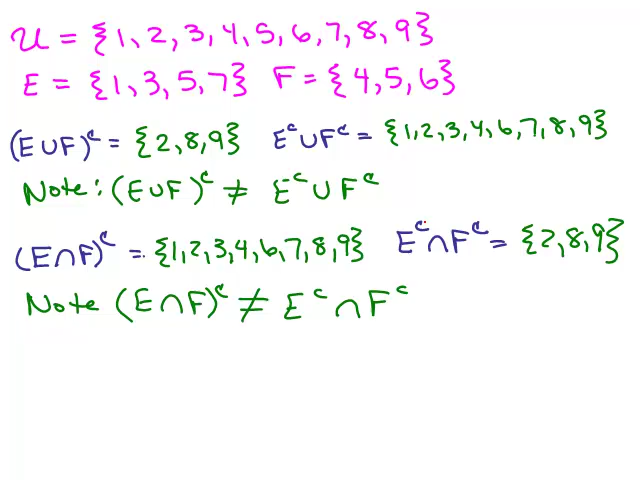 𝒰 = {1, 2, 3, 4, 5, 6, 7, 8, 9}
E = {1, 3, 5, 7} F = {4, 5, 6}
(E∪F)ᶜ = {2, 8, 9} Eᶜ∪Fᶜ = {1, 2, 3, 4, 6, 7, 8, 9}
Note: (E∪F)ᶜ ≠ Eᶜ∪Fᶜ
(E∩F)ᶜ = {1, 2, 3, 4, 6, 7, 8, 9} Eᶜ∩Fᶜ = {2, 8, 9}
Note (E∩F)ᶜ ≠ Eᶜ∩Fᶜ